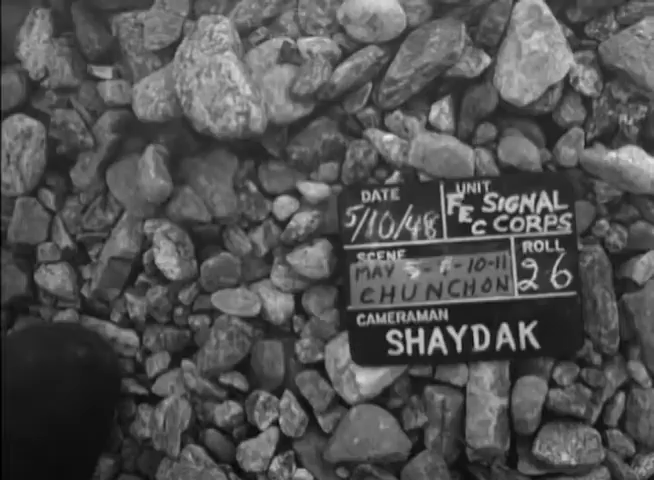 DATE
5/10/48
UNIT
FEC SIGNAL
CORPS
SCENE
MAY 10-11
CHUNCHON
ROLL
26
CAMERAMAN
SHAYDAK